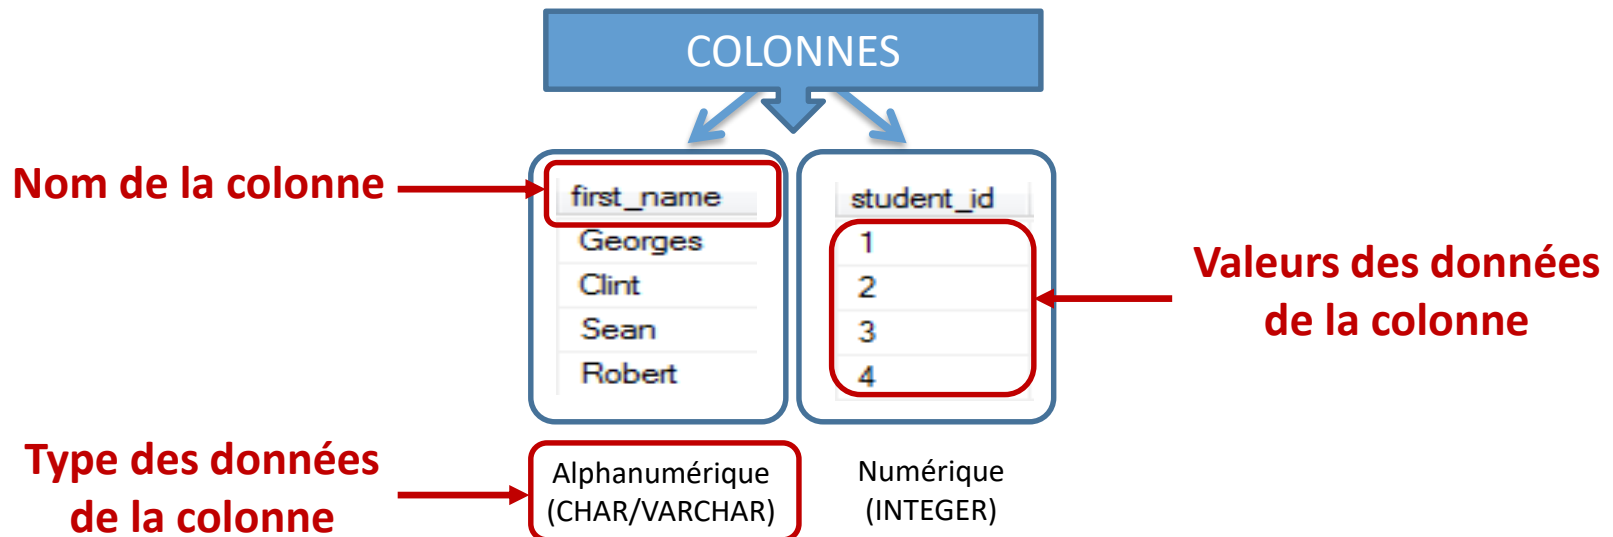 COLONNES
Nom de la colonne
first_name
Georges
Clint
Sean
Robert
student_id
1
2
3
4
Valeurs des données
de la colonne
Type des données
de la colonne
Alphanumérique
(CHAR/VARCHAR)
Numérique
(INTEGER)